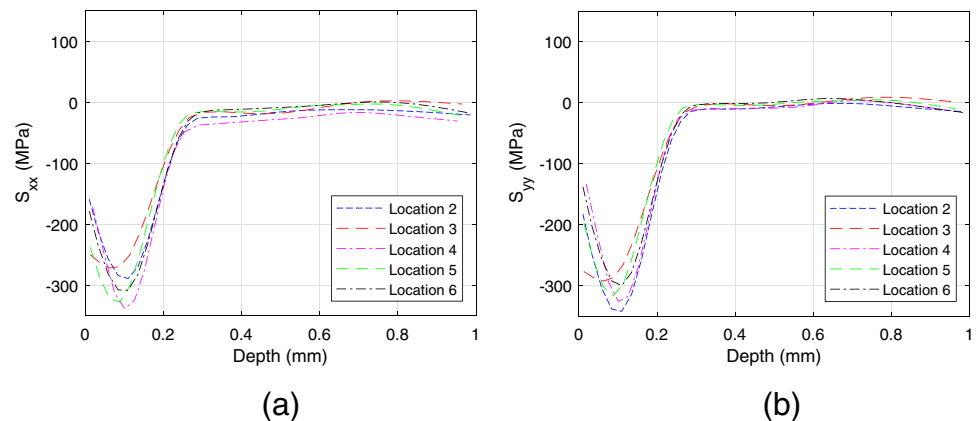 100
0
-100
-200
-300
S_xx (MPa)
0
0.2
0.4
0.6
0.8
1
Depth (mm)
Location 2
Location 3
Location 4
Location 5
Location 6
(a)
100
0
-100
-200
-300
S_yy (MPa)
0
0.2
0.4
0.6
0.8
1
Depth (mm)
Location 2
Location 3
Location 4
Location 5
Location 6
(b)